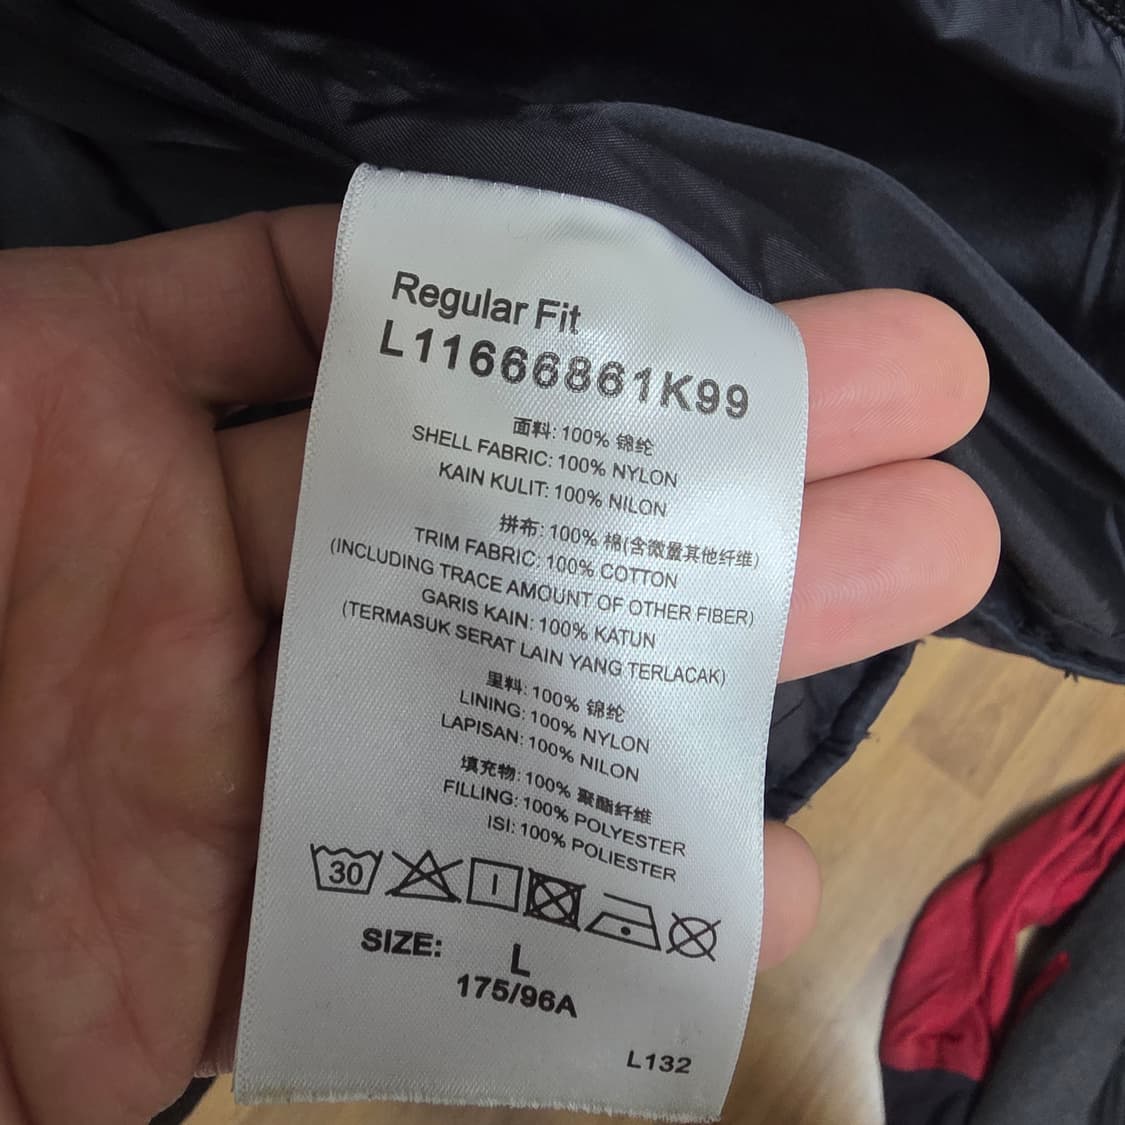 Regular Fit
L11666861K99
面料: 100% 锦纶
SHELL FABRIC: 100% NYLON
KAIN KULIT: 100% NILON
拼布: 100% 棉(含微量其他纤维)
TRIM FABRIC: 100% COTTON
(INCLUDING TRACE AMOUNT OF OTHER FIBER)
GARIS KAIN: 100% KATUN
(TERMASUK SERAT LAIN YANG TERLACAK)
里料: 100% 锦纶
LINING: 100% NYLON
LAPISAN: 100% NILON
填充物: 100% 聚酯纤维
FILLING: 100% POLYESTER
ISI: 100% POLIESTER
30
SIZE: L
175/96A
L132